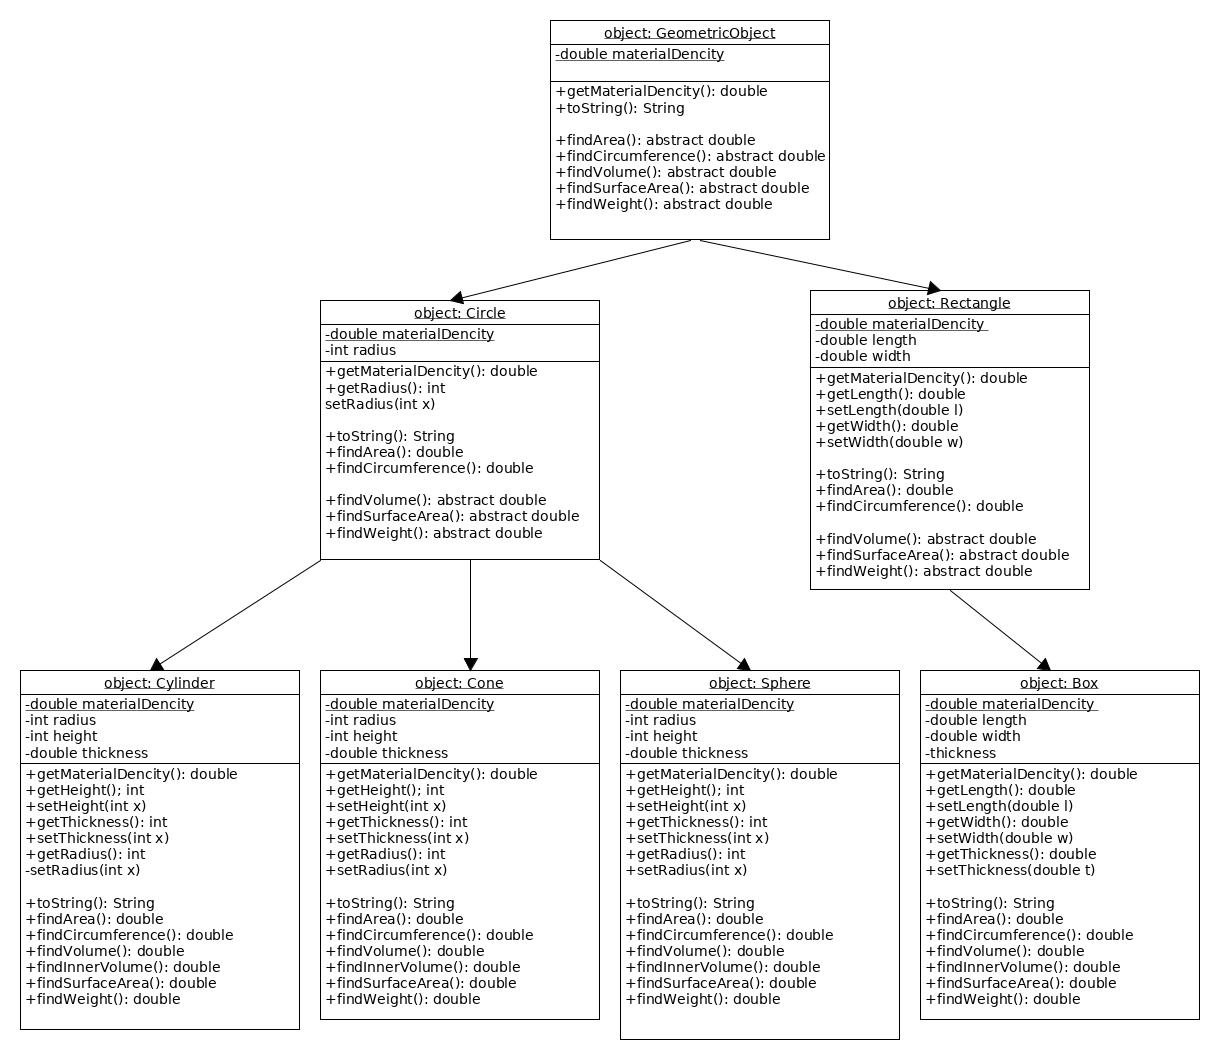 object: GeometricObject
-double materialDencity
+getMaterialDencity(): double
+toString(): String
+findArea(): abstract double
+findCircumference(): abstract double
+findVolume(): abstract double
+findSurfaceArea(): abstract double
+findWeight(): abstract double
object: Circle
-double materialDencity
-int radius
+getMaterialDencity(): double
+getRadius(): int
setRadius(int x)
+toString(): String
+findArea(): double
+findCircumference(): double
+findVolume(): abstract double
+findSurfaceArea(): abstract double
+findWeight(): abstract double
object: Rectangle
-double materialDencity
-double length
-double width
+getMaterialDencity(): double
+getLength(): double
+setLength(double l)
+getWidth(): double
+setWidth(double w)
+toString(): String
+findArea(): double
+findCircumference(): double
+findVolume(): abstract double
+findSurfaceArea(): abstract double
+findWeight(): abstract double
object: Cylinder
-double materialDencity
-int radius
-int height
-double thickness
+getMaterialDencity(): double
+getHeight(); int
+setHeight(int x)
+getThickness(): int
+setThickness(int x)
+getRadius(): int
-setRadius(int x)
+toString(): String
+findArea(): double
+findCircumference(): double
+findVolume(): double
+findInnerVolume(): double
+findSurfaceArea(): double
+findWeight(): double
object: Cone
-double materialDencity
-int radius
-int height
-double thickness
+getMaterialDencity(): double
+getHeight(); int
+setHeight(int x)
+getThickness(): int
+setThickness(int x)
+getRadius(): int
+setRadius(int x)
+toString(): String
+findArea(): double
+findCircumference(): double
+findVolume(): double
+findInnerVolume(): double
+findSurfaceArea(): double
+findWeight(): double
object: Sphere
-double materialDencity
-int radius
-int height
-double thickness
+getMaterialDencity(): double
+getHeight(); int
+setHeight(int x)
+getThickness(): int
+setThickness(int x)
+getRadius(): int
+setRadius(int x)
+toString(): String
+findArea(): double
+findCircumference(): double
+findVolume(): double
+findInnerVolume(): double
+findSurfaceArea(): double
+findWeight(): double
object: Box
-double materialDencity
-double length
-double width
-thickness
+getMaterialDencity(): double
+getLength(): double
+setLength(double l)
+getWidth(): double
+setWidth(double w)
+getThickness(): double
+setThickness(double t)
+toString(): String
+findArea(): double
+findCircumference(): double
+findVolume(): double
+findInnerVolume(): double
+findSurfaceArea(): double
+findWeight(): double